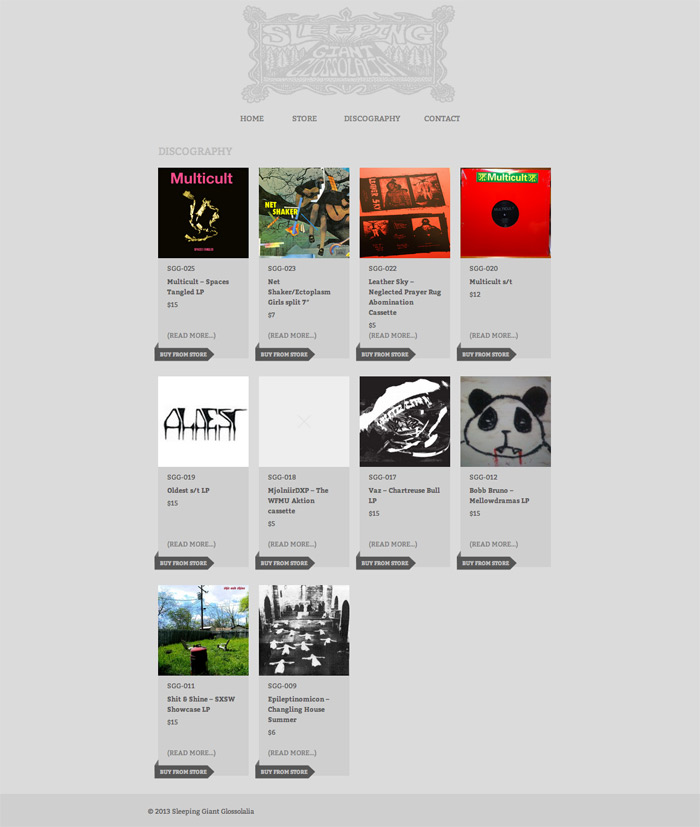 SLEEPING
GIANT
GLOSSOLALIA
HOME STORE DISCOGRAPHY CONTACT
DISCOGRAPHY
Multicult
NET
SHAKER
Multicult
SGG-025
Multicult – Spaces
Tangled LP
$15
(READ MORE...)
BUY FROM STORE
SGG-023
Net
Shaker/Ectoplasm
Girls split 7"
$7
(READ MORE...)
BUY FROM STORE
SGG-022
Leather Sky –
Neglected Prayer Rug
Abomination
Cassette
$5
(READ MORE...)
BUY FROM STORE
SGG-020
Multicult s/t
$12
(READ MORE...)
BUY FROM STORE
OLDEST
SGG-019
Oldest s/t LP
$15
(READ MORE...)
BUY FROM STORE
SGG-018
MjolniirDXP – The
WFMU Aktion
cassette
$5
(READ MORE...)
BUY FROM STORE
SGG-017
Vaz – Chartreuse Bull
LP
$15
(READ MORE...)
BUY FROM STORE
SGG-012
Bobb Bruno –
Mellowdramas LP
$15
(READ MORE...)
BUY FROM STORE
SGG-011
Shit & Shine – SXSW
Showcase LP
$15
(READ MORE...)
BUY FROM STORE
SGG-009
Epileptinomicon –
Changling House
Summer
$6
(READ MORE...)
BUY FROM STORE
© 2013 Sleeping Giant Glossolalia